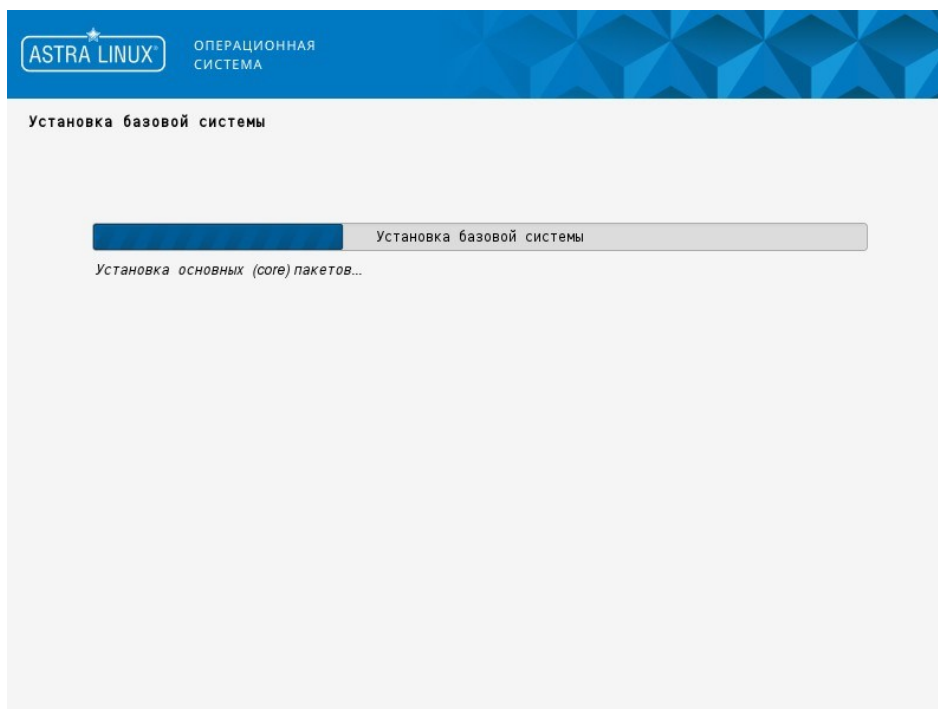 ASTRA LINUX®
ОПЕРАЦИОННАЯ
СИСТЕМА
Установка базовой системы
Установка базовой системы
Установка основных (core) пакетов...